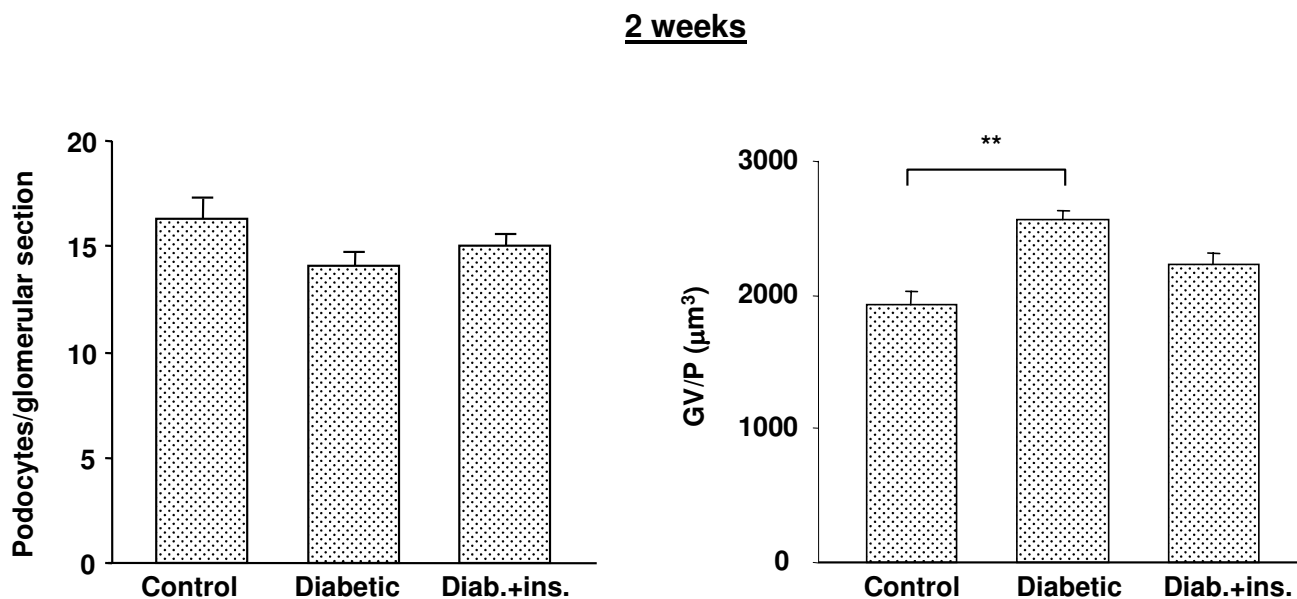 2 weeks
Podocytes/glomerular section
20
15
10
5
0
Control Diabetic Diab.+ins.
GV/P (μm³)
3000
2000
1000
0
**
Control Diabetic Diab.+ins.